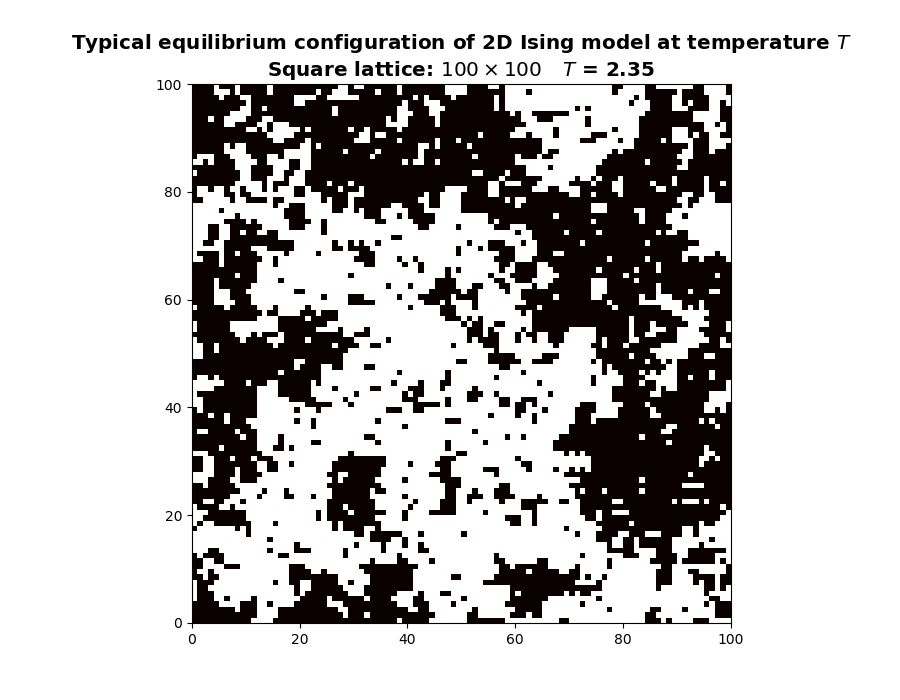 Typical equilibrium configuration of 2D Ising model at temperature T
Square lattice: 100 × 100 T = 2.35
100
80
60
40
20
0
0 20 40 60 80 100